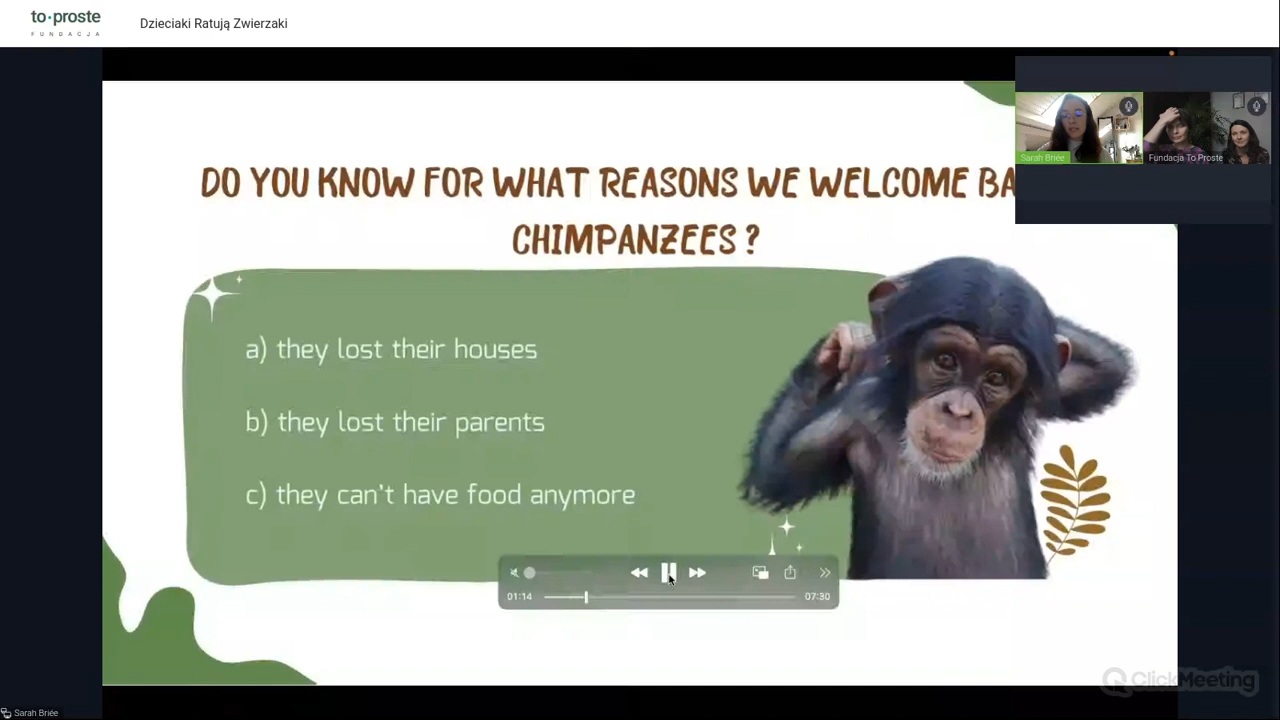 to·proste
FUNDACJA
Dzieciaki Ratują Zwierzaki
Sarah Briée
Fundacja To Proste
DO YOU KNOW FOR WHAT REASONS WE WELCOME BA
CHIMPANZEES ?
a) they lost their houses
b) they lost their parents
c) they can't have food anymore
01:14
07:30
ClickMeeting
Sarah Briée